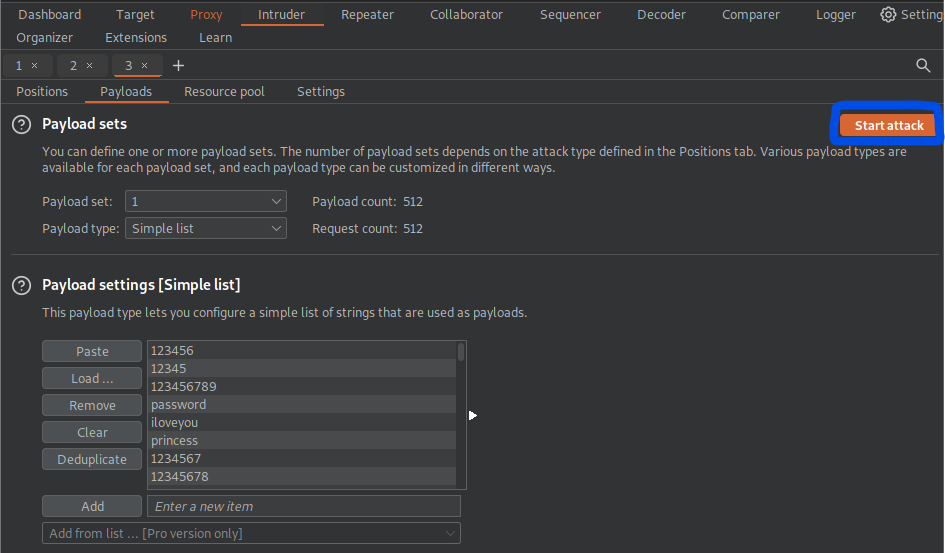 Dashboard Target Proxy Intruder Repeater Collaborator Sequencer Decoder Comparer Logger Setting
Organizer Extensions Learn
1 × 2 × 3 × +
Positions Payloads Resource pool Settings
? Payload sets Start attack
You can define one or more payload sets. The number of payload sets depends on the attack type defined in the Positions tab. Various payload types are
available for each payload set, and each payload type can be customized in different ways.
Payload set: 1 Payload count: 512
Payload type: Simple list Request count: 512
? Payload settings [Simple list]
This payload type lets you configure a simple list of strings that are used as payloads.
Paste 123456
12345
Load ... 123456789
Remove password
iloveyou
Clear princess
Deduplicate 1234567
12345678
Add Enter a new item
Add from list ... [Pro version only]